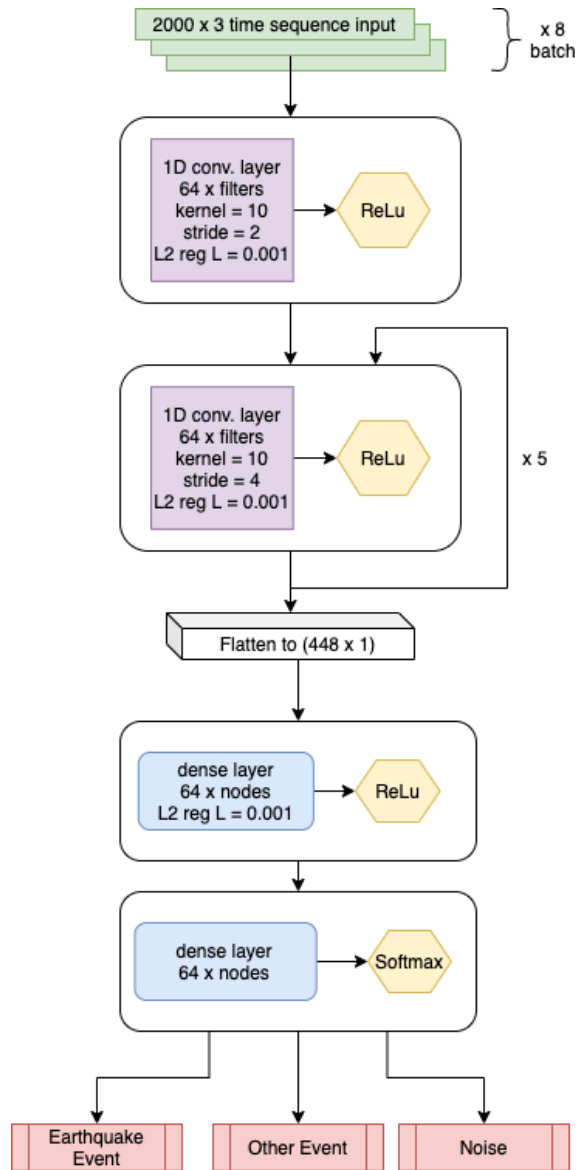 2000 x 3 time sequence input
x 8
batch
1D conv. layer
64 x filters
kernel = 10
stride = 2
L2 reg L = 0.001
ReLu
1D conv. layer
64 x filters
kernel = 10
stride = 4
L2 reg L = 0.001
ReLu
x 5
Flatten to (448 x 1)
dense layer
64 x nodes
L2 reg L = 0.001
ReLu
dense layer
64 x nodes
Softmax
Earthquake
Event
Other Event
Noise